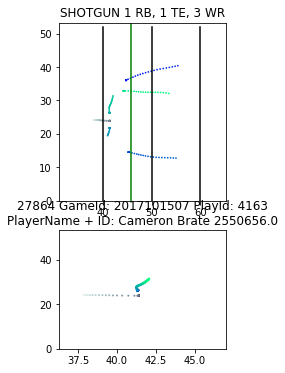 SHOTGUN 1 RB, 1 TE, 3 WR
50
40
30
20
10
0
40 50 60
27864 GameId: 2017101507 PlayId: 4163
PlayerName + ID: Cameron Brate 2550656.0
40
20
0
37.5 40.0 42.5 45.0